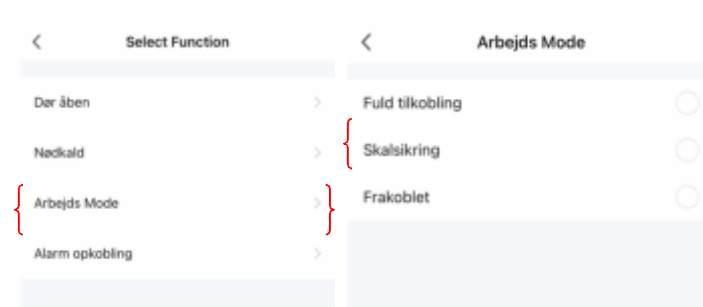 Select Function
Dør åben
Nødkald
Arbejds Mode
Alarm opkobling
Arbejds Mode
Fuld tilkobling
Skalsikring
Frakoblet